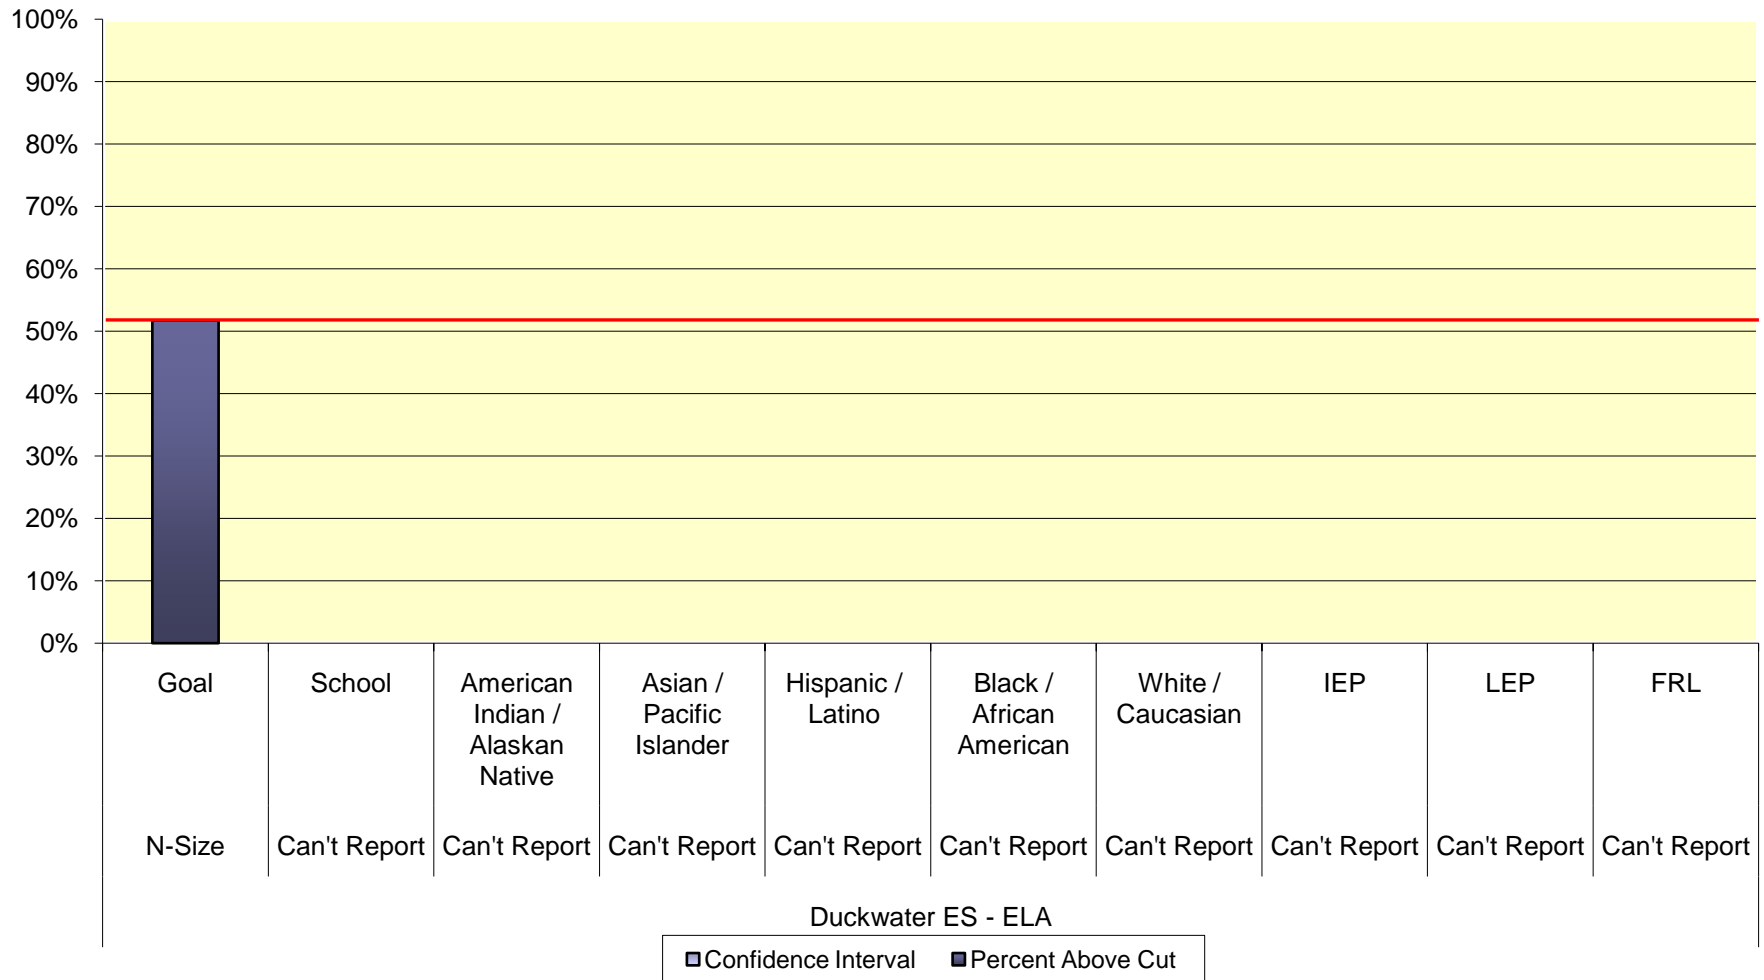 100%
90%
80%
70%
60%
50%
40%
30%
20%
10%
0%
Goal
School
American
Indian /
Alaskan
Native
Asian /
Pacific
Islander
Hispanic /
Latino
Black /
African
American
White /
Caucasian
IEP
LEP
FRL
N-Size
Can't Report
Can't Report
Can't Report
Can't Report
Can't Report
Can't Report
Can't Report
Can't Report
Can't Report
Duckwater ES - ELA
Confidence Interval
Percent Above Cut